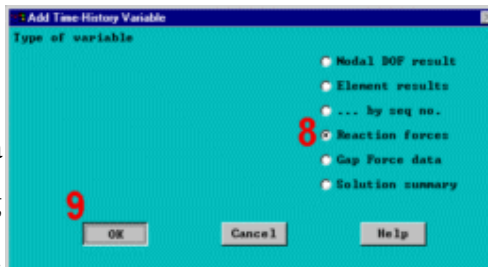 Add Time-History Variable
Type of variable
Nodal DOF result
Element results
... by seq no.
8 Reaction forces
Gap Force data
Solution summary
9
OK Cancel Help